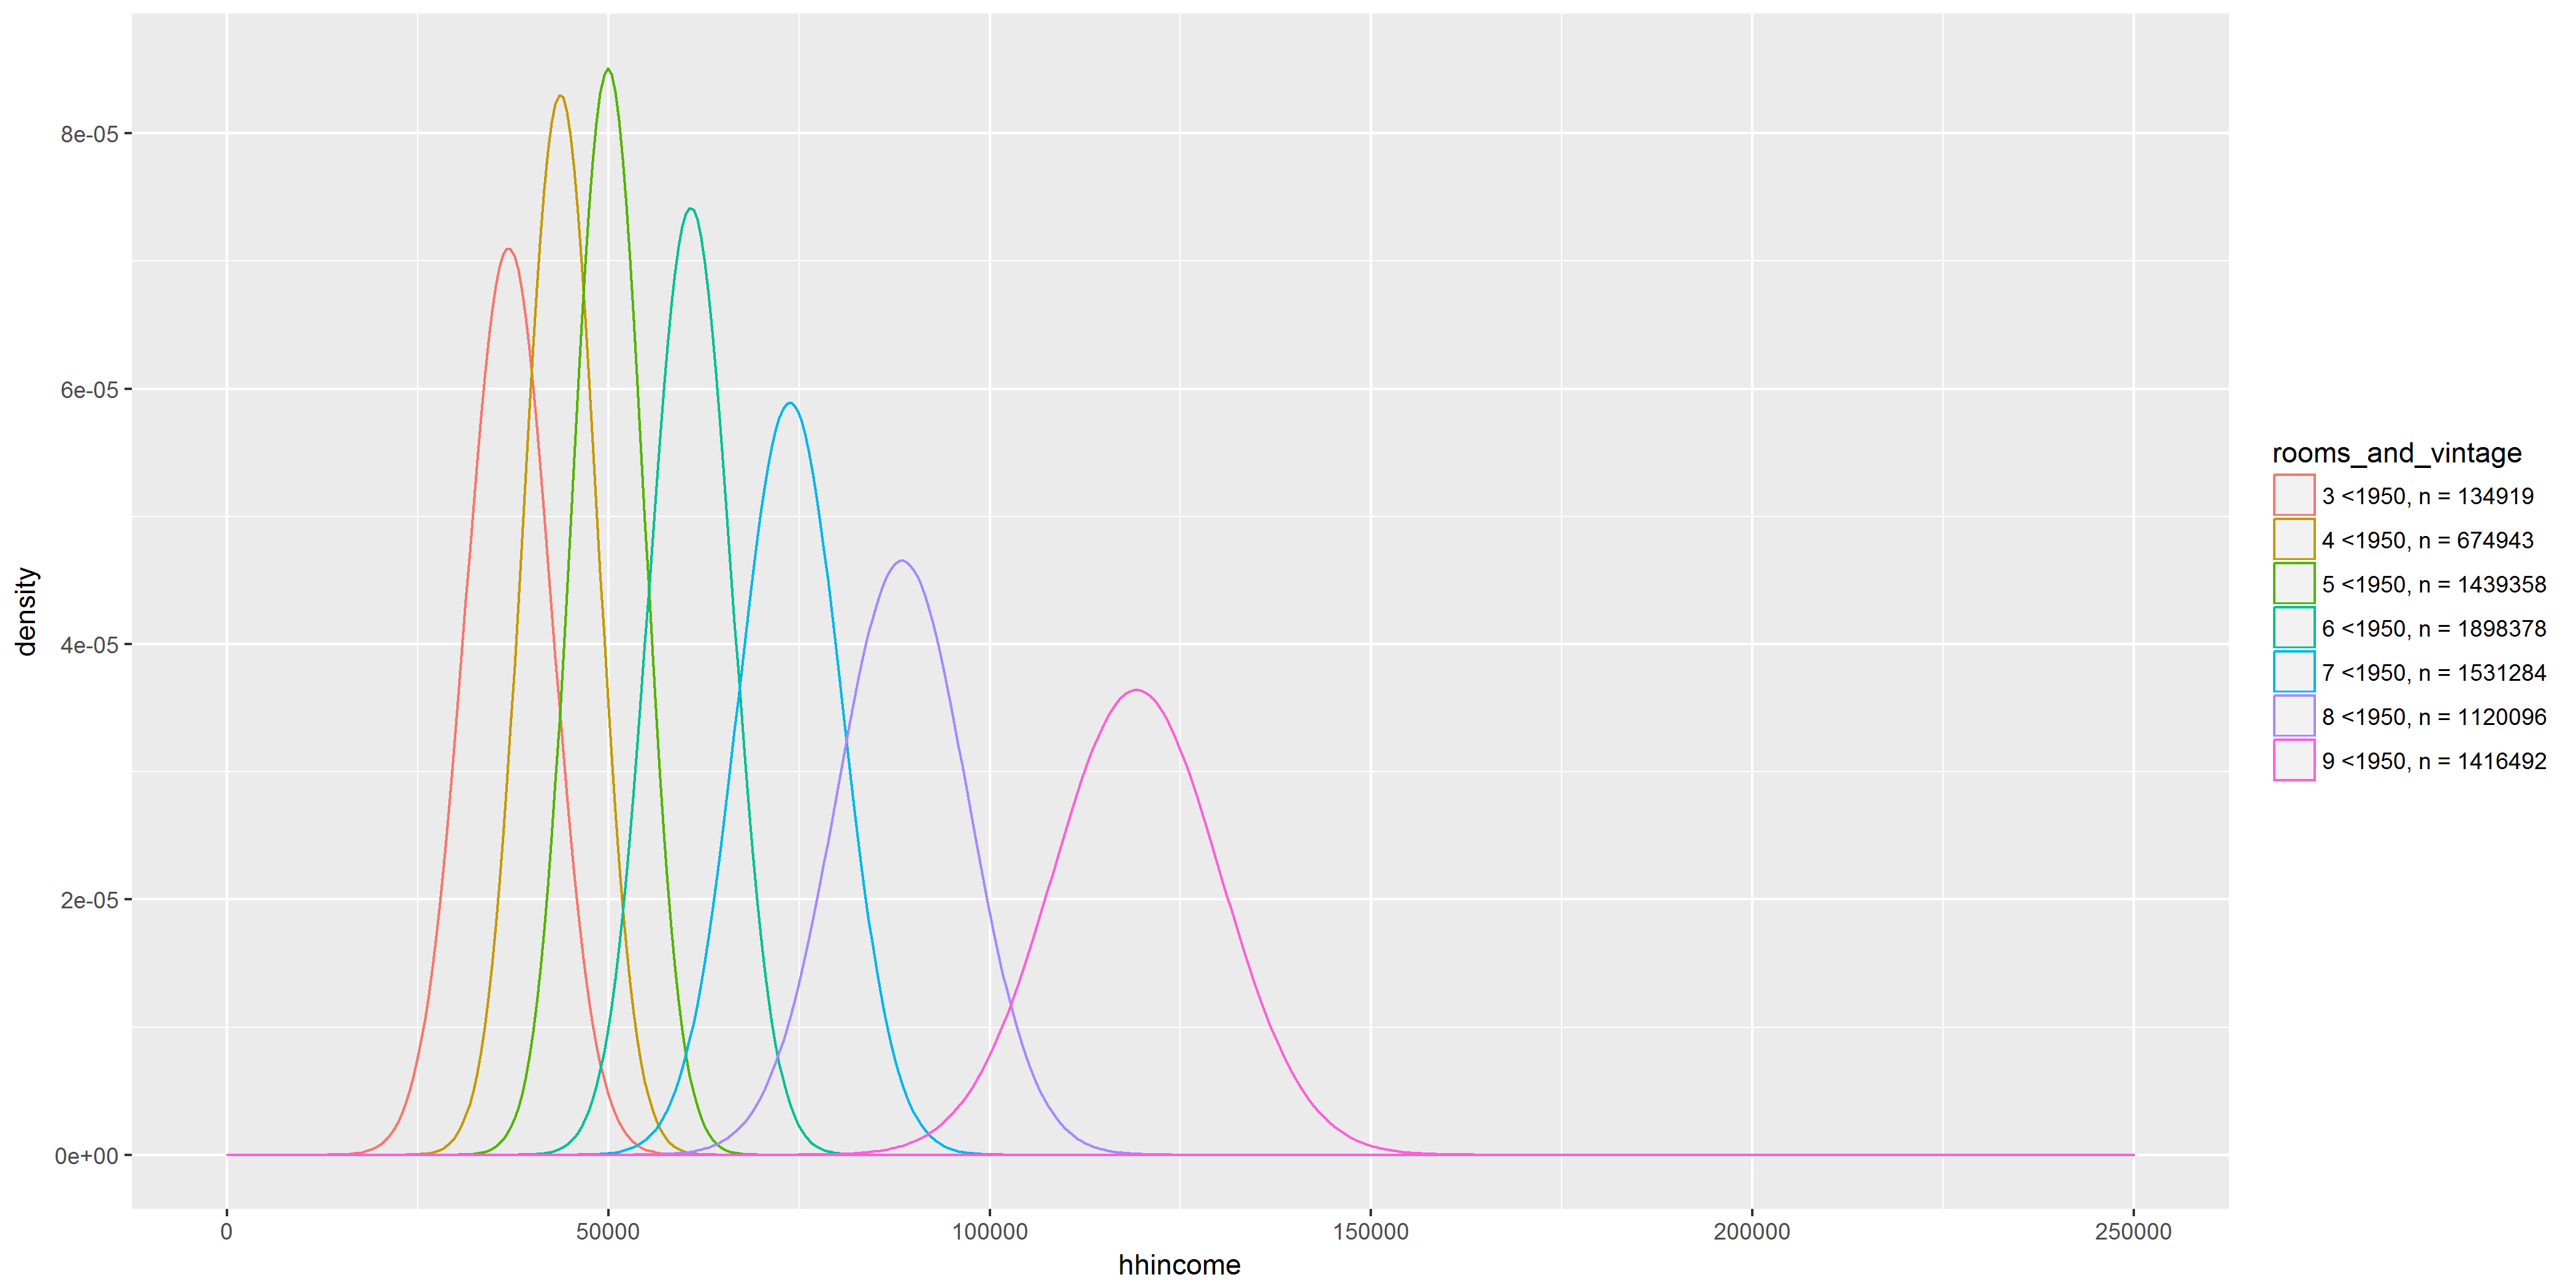 8e-05
6e-05
4e-05
2e-05
0e+00
density
0
50000
100000
150000
200000
250000
hhincome
rooms_and_vintage
3 <1950, n = 134919
4 <1950, n = 674943
5 <1950, n = 1439358
6 <1950, n = 1898378
7 <1950, n = 1531284
8 <1950, n = 1120096
9 <1950, n = 1416492